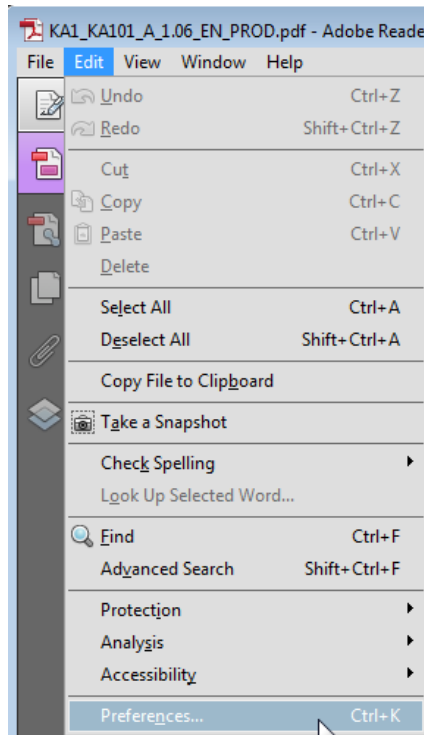 KA1_KA101_A_1.06_EN_PROD.pdf - Adobe Reade
File Edit View Window Help
Undo Ctrl+Z
Redo Shift+Ctrl+Z
Cut Ctrl+X
Copy Ctrl+C
Paste Ctrl+V
Delete
Select All Ctrl+A
Deselect All Shift+Ctrl+A
Copy File to Clipboard
Take a Snapshot
Check Spelling
Look Up Selected Word...
Find Ctrl+F
Advanced Search Shift+Ctrl+F
Protection
Analysis
Accessibility
Preferences... Ctrl+K